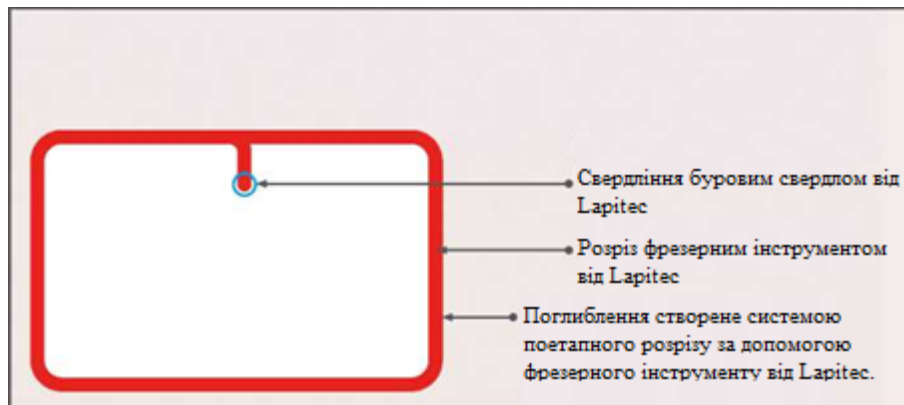 Свердління буровим свердлом від
Lapitec
Розріз фрезерним інструментом
від Lapitec
Поглиблення створене системою
поетапного розрізу за допомогою
фрезерного інструменту від Lapitec.